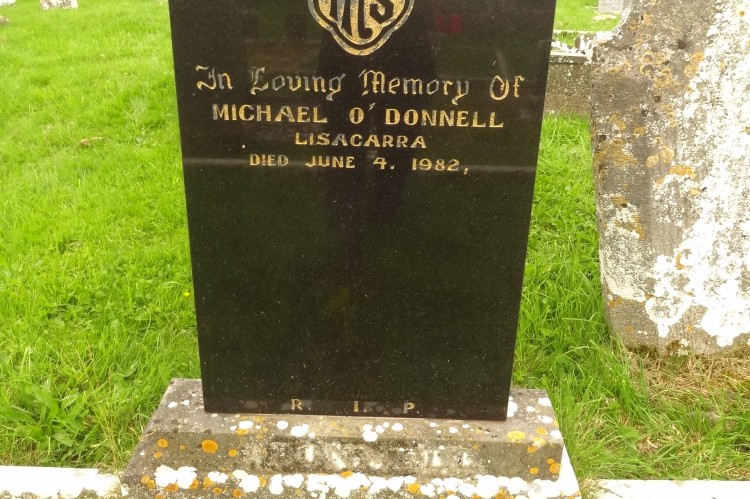 IHS
In Loving Memory Of
MICHAEL O'DONNELL
LISACARRA
DIED JUNE 4. 1982,
R I P